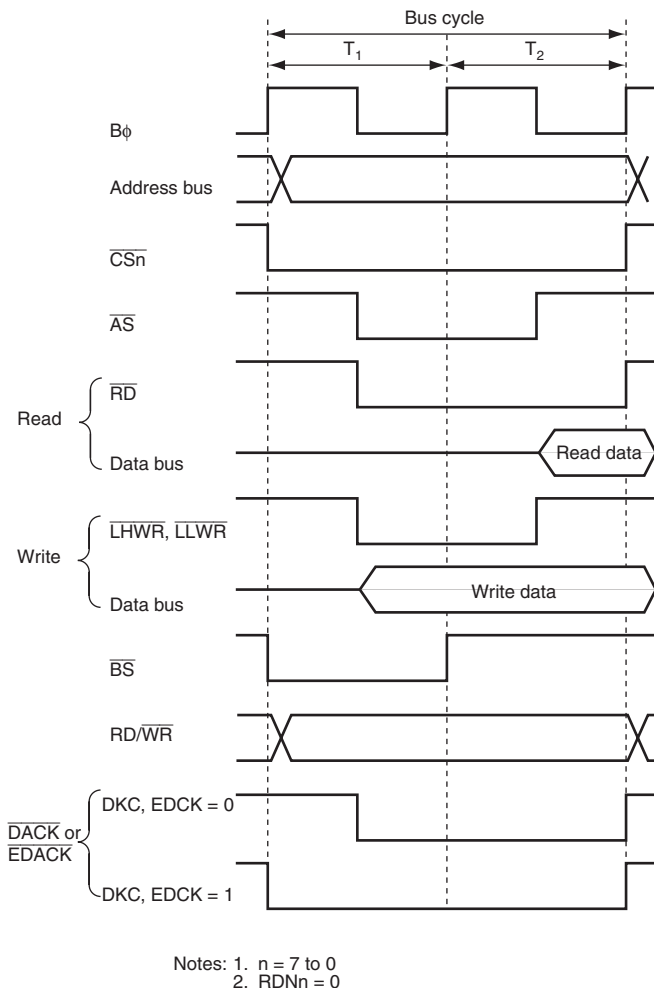 Bus cycle
T1 T2
Bφ
Address bus
CSn
AS
Read
RD
Data bus
Read data
Write
LHWR, LLWR
Data bus
Write data
BS
RD/WR
DACK or
EDACK
DKC, EDCK = 0
DKC, EDCK = 1
Notes: 1. n = 7 to 0
2. RDNn = 0